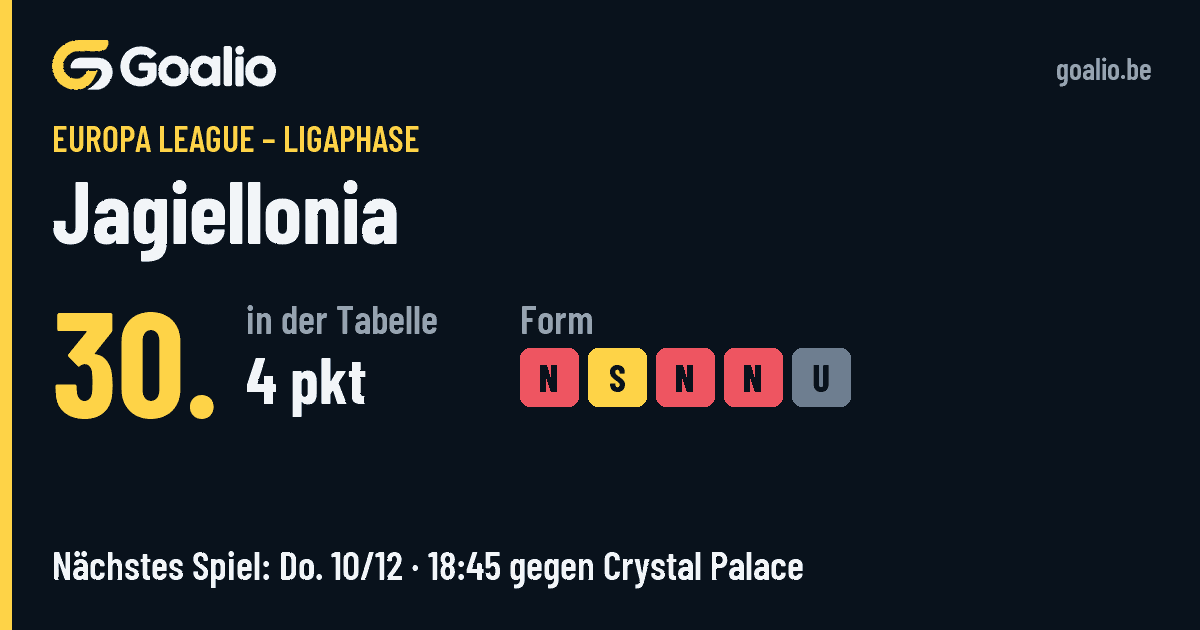 Goalio
goalio.be
EUROPA LEAGUE – LIGAPHASE
Jagiellonia
30.
in der Tabelle
4 pkt
Form
N S N N U
Nächstes Spiel: Do. 10/12 · 18:45 gegen Crystal Palace